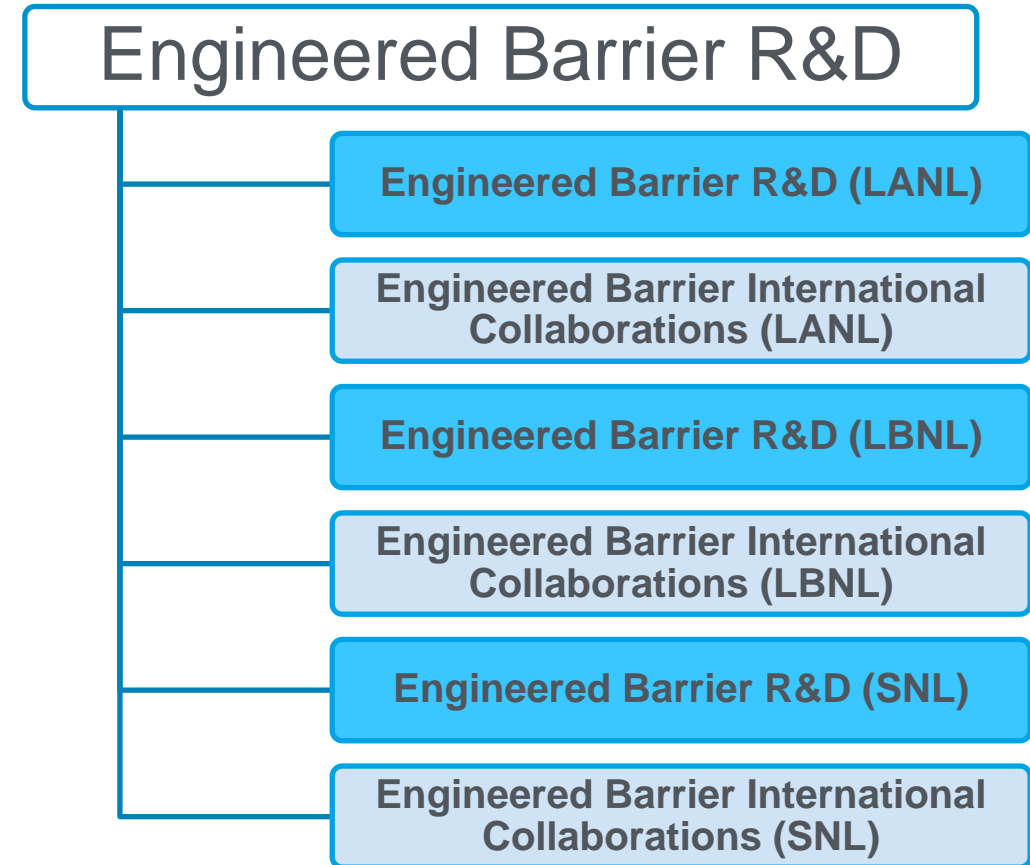 Engineered Barrier R&D
Engineered Barrier R&D (LANL)
Engineered Barrier International
Collaborations (LANL)
Engineered Barrier R&D (LBNL)
Engineered Barrier International
Collaborations (LBNL)
Engineered Barrier R&D (SNL)
Engineered Barrier International
Collaborations (SNL)